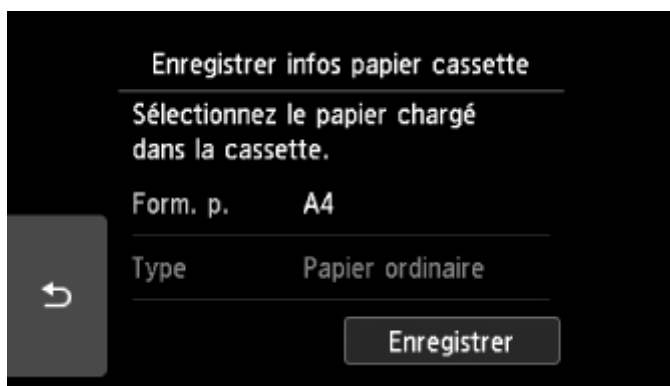 Enregistrer infos papier cassette
Sélectionnez le papier chargé
dans la cassette.
Form. p. A4
Type Papier ordinaire
Enregistrer